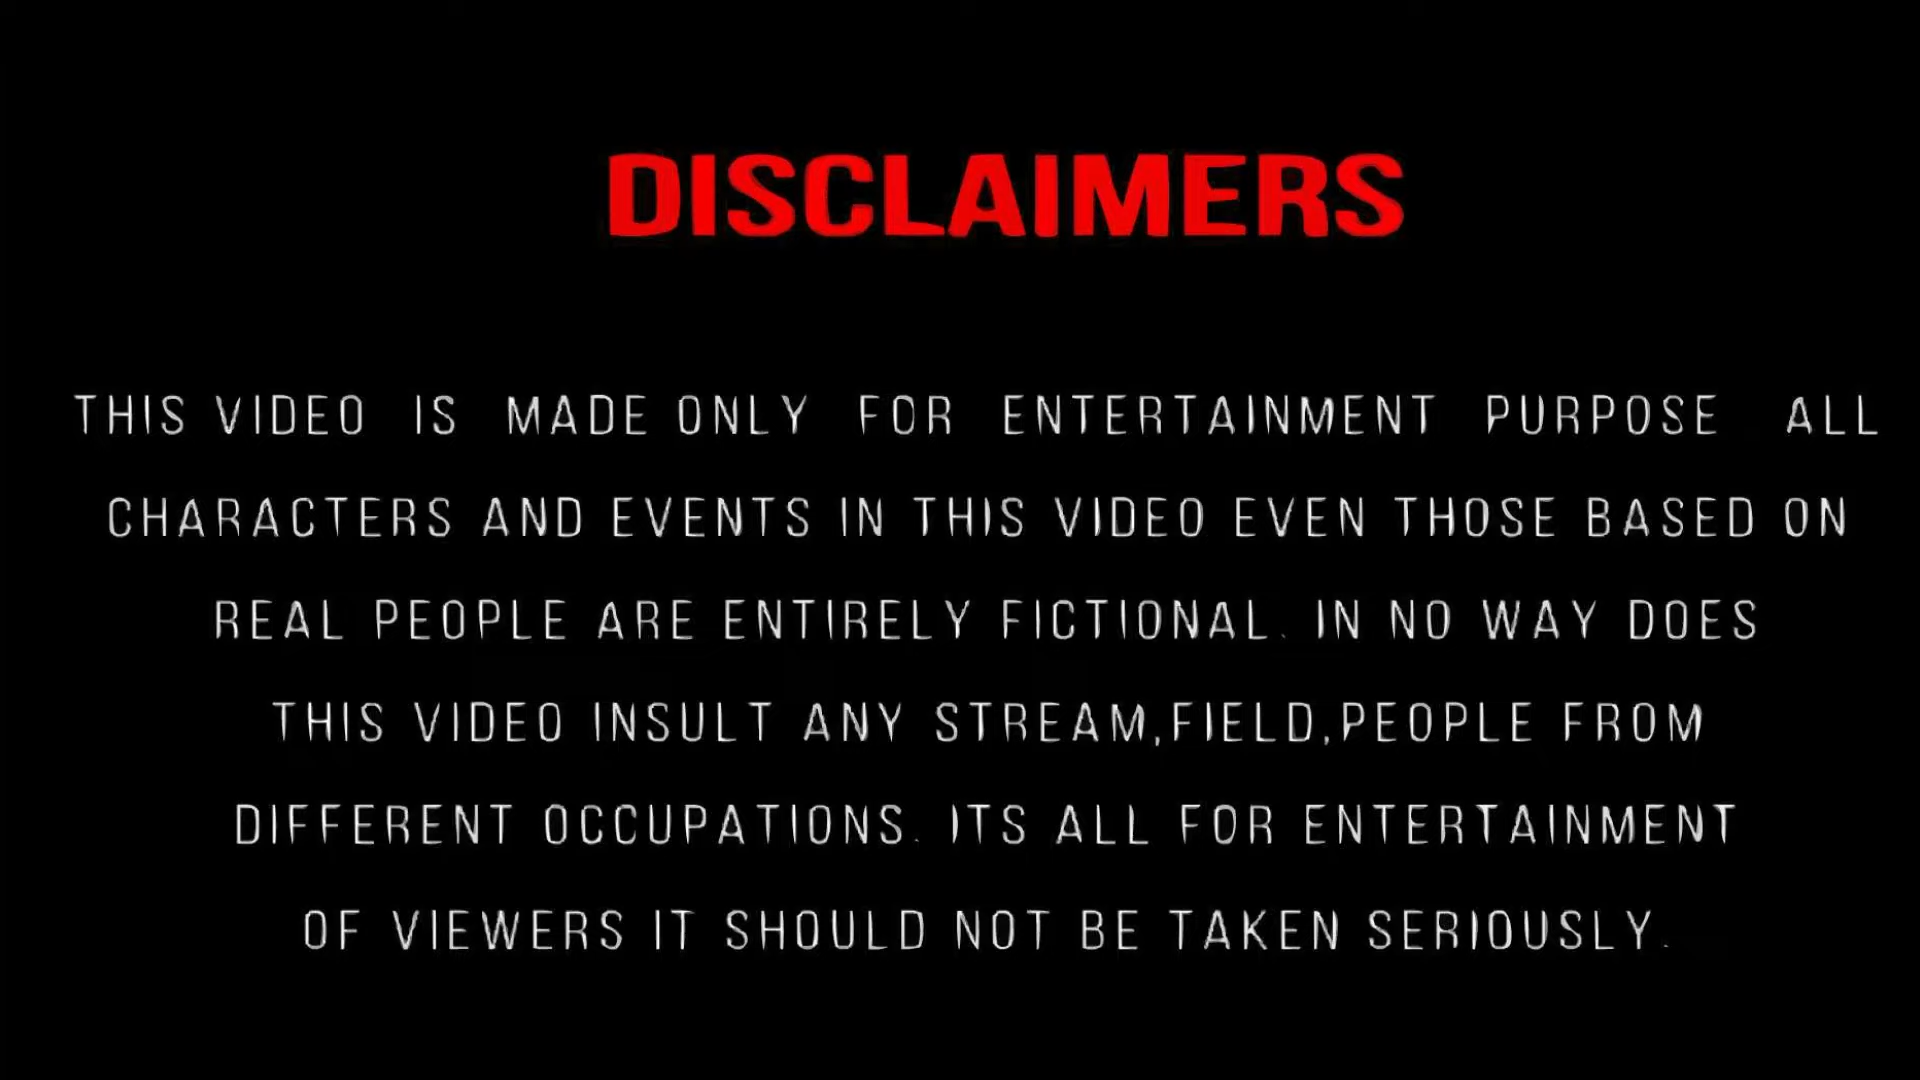 DISCLAIMERS
THIS VIDEO IS MADE ONLY FOR ENTERTAINMENT PURPOSE ALL
CHARACTERS AND EVENTS IN THIS VIDEO EVEN THOSE BASED ON
REAL PEOPLE ARE ENTIRELY FICTIONAL. IN NO WAY DOES
THIS VIDEO INSULT ANY STREAM,FIELD,PEOPLE FROM
DIFFERENT OCCUPATIONS. ITS ALL FOR ENTERTAINMENT
OF VIEWERS IT SHOULD NOT BE TAKEN SERIOUSLY.